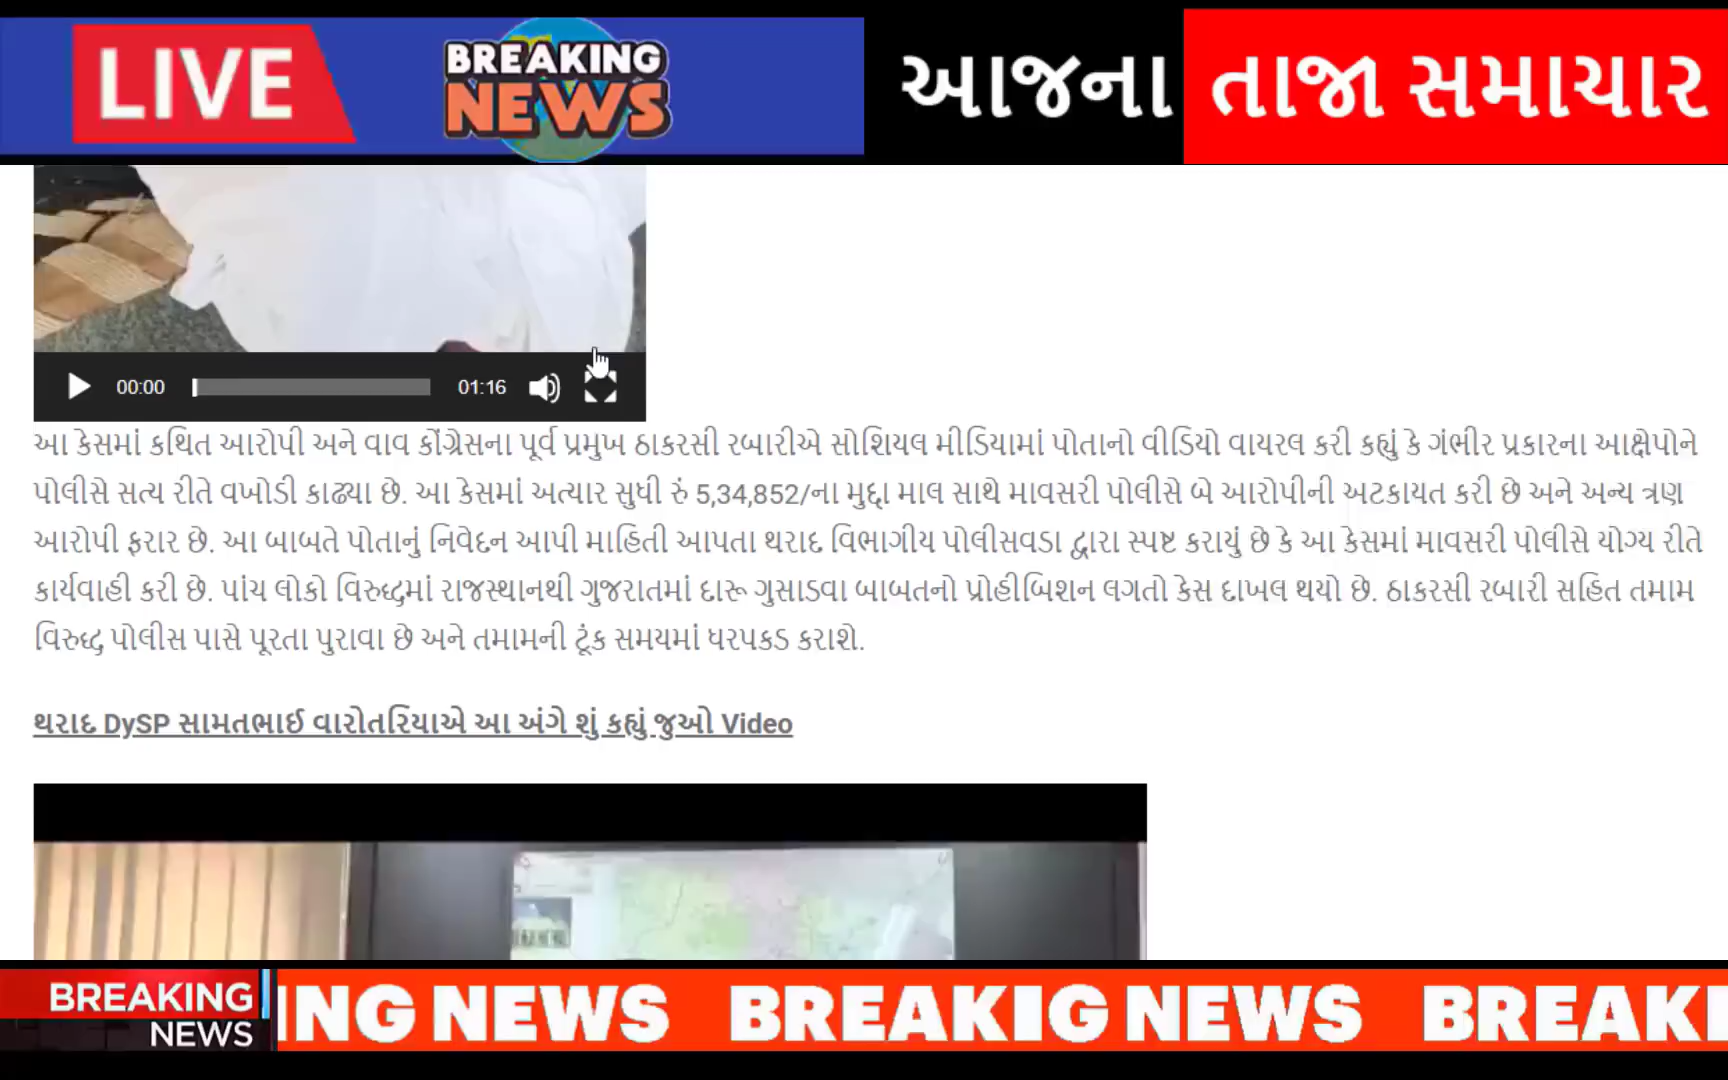 LIVE
BREAKING
NEWS
આજના તાજા સમાચાર
00:00 01:16
આ કેસમાં કથિત આરોપી અને વાવ કોંગ્રેસના પૂર્વ પ્રમુખ ઠાકરસી રબારીએ સોશિયલ મીડિયામાં પોતાનો વીડિયો વાયરલ કરી કહ્યું કે ગંભીર પ્રકારના આક્ષેપોને
પોલીસે સત્ય રીતે વખોડી કાઢ્યા છે. આ કેસમાં અત્યાર સુધી રું 5,34,852/ના મુદ્દા માલ સાથે માવસરી પોલીસે બે આરોપીની અટકાયત કરી છે અને અન્ય ત્રણ
આરોપી ફરાર છે. આ બાબતે પોતાનું નિવેદન આપી માહિતી આપતા થરાદ વિભાગીય પોલીસવડા દ્વારા સ્પષ્ટ કરાયું છે કે આ કેસમાં માવસરી પોલીસે યોગ્ય રીતે
કાર્યવાહી કરી છે. પાંચ લોકો વિરુદ્ધમાં રાજસ્થાનથી ગુજરાતમાં દારૂ ગુસાડવા બાબતનો પ્રોહીબિશન લગતો કેસ દાખલ થયો છે. ઠાકરસી રબારી સહિત તમામ
વિરુદ્ધ પોલીસ પાસે પૂરતા પુરાવા છે અને તમામની ટૂંક સમયમાં ધરપકડ કરાશે.
થરાદ DySP સામતભાઈ વારોતરિયાએ આ અંગે શું કહ્યું જુઓ Video
BREAKING
NEWS
ING NEWS BREAKIG NEWS BREAKI